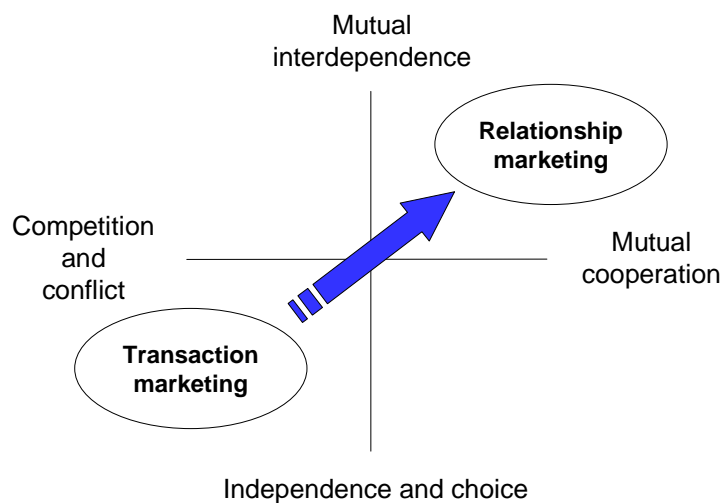 Mutual
interdependence
Relationship
marketing
Competition
and
conflict
Mutual
cooperation
Transaction
marketing
Independence and choice